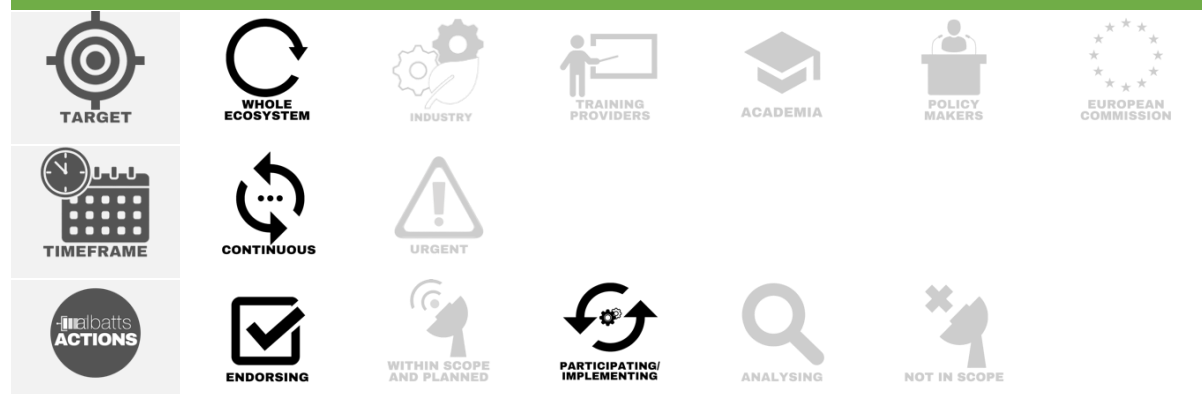 TARGET
WHOLE
ECOSYSTEM
INDUSTRY
TRAINING
PROVIDERS
ACADEMIA
POLICY
MAKERS
EUROPEAN
COMMISSION
TIMEFRAME
CONTINUOUS
URGENT
albatts
ACTIONS
ENDORSING
WITHIN SCOPE
AND PLANNED
PARTICIPATING/
IMPLEMENTING
ANALYSING
NOT IN SCOPE